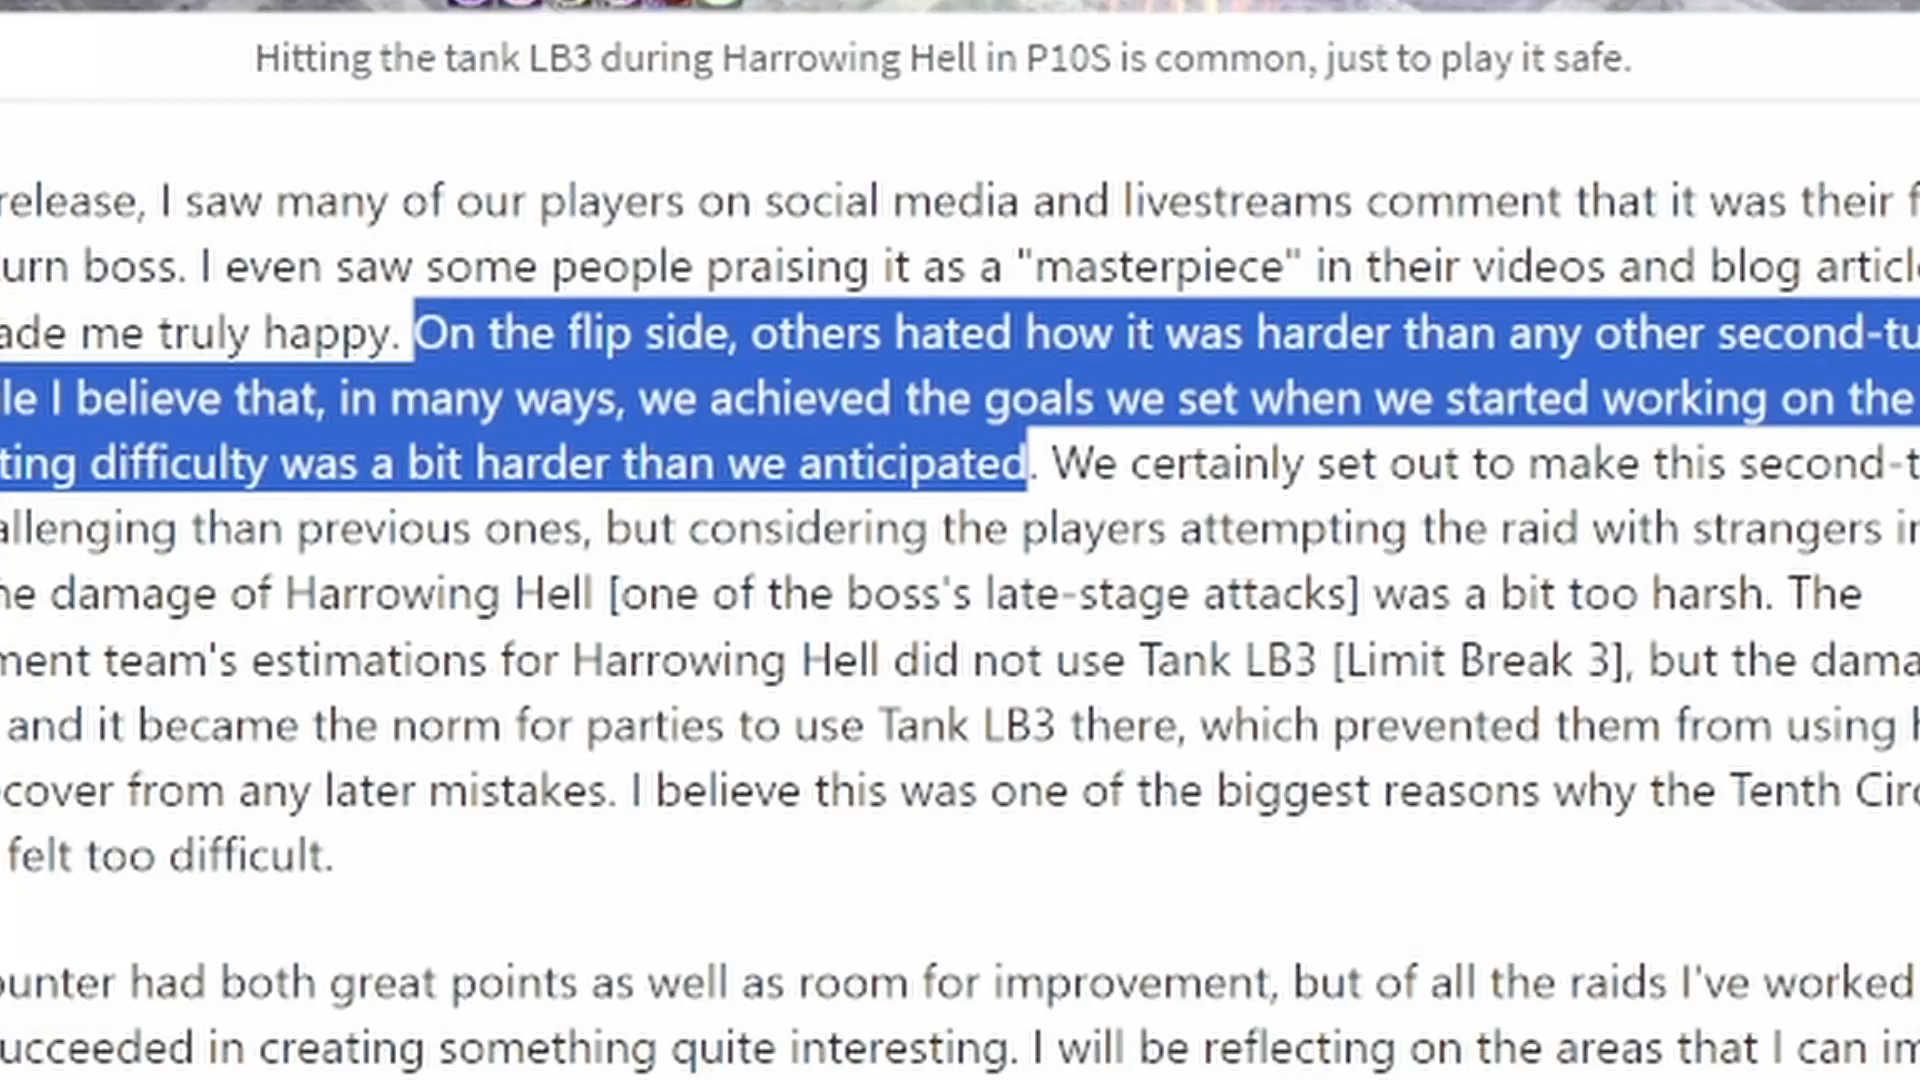 Hitting the tank LB3 during Harrowing Hell in P10S is common, just to play it safe.
release, I saw many of our players on social media and livestreams comment that it was their f
urn boss. I even saw some people praising it as a "masterpiece" in their videos and blog article
ade me truly happy. On the flip side, others hated how it was harder than any other second-tu
le I believe that, in many ways, we achieved the goals we set when we started working on the
ting difficulty was a bit harder than we anticipated. We certainly set out to make this second-t
allenging than previous ones, but considering the players attempting the raid with strangers in
he damage of Harrowing Hell [one of the boss's late-stage attacks] was a bit too harsh. The
ment team's estimations for Harrowing Hell did not use Tank LB3 [Limit Break 3], but the dama
and it became the norm for parties to use Tank LB3 there, which prevented them from using h
cover from any later mistakes. I believe this was one of the biggest reasons why the Tenth Circ
felt too difficult.
ounter had both great points as well as room for improvement, but of all the raids I've worked
ucceeded in creating something quite interesting. I will be reflecting on the areas that I can im